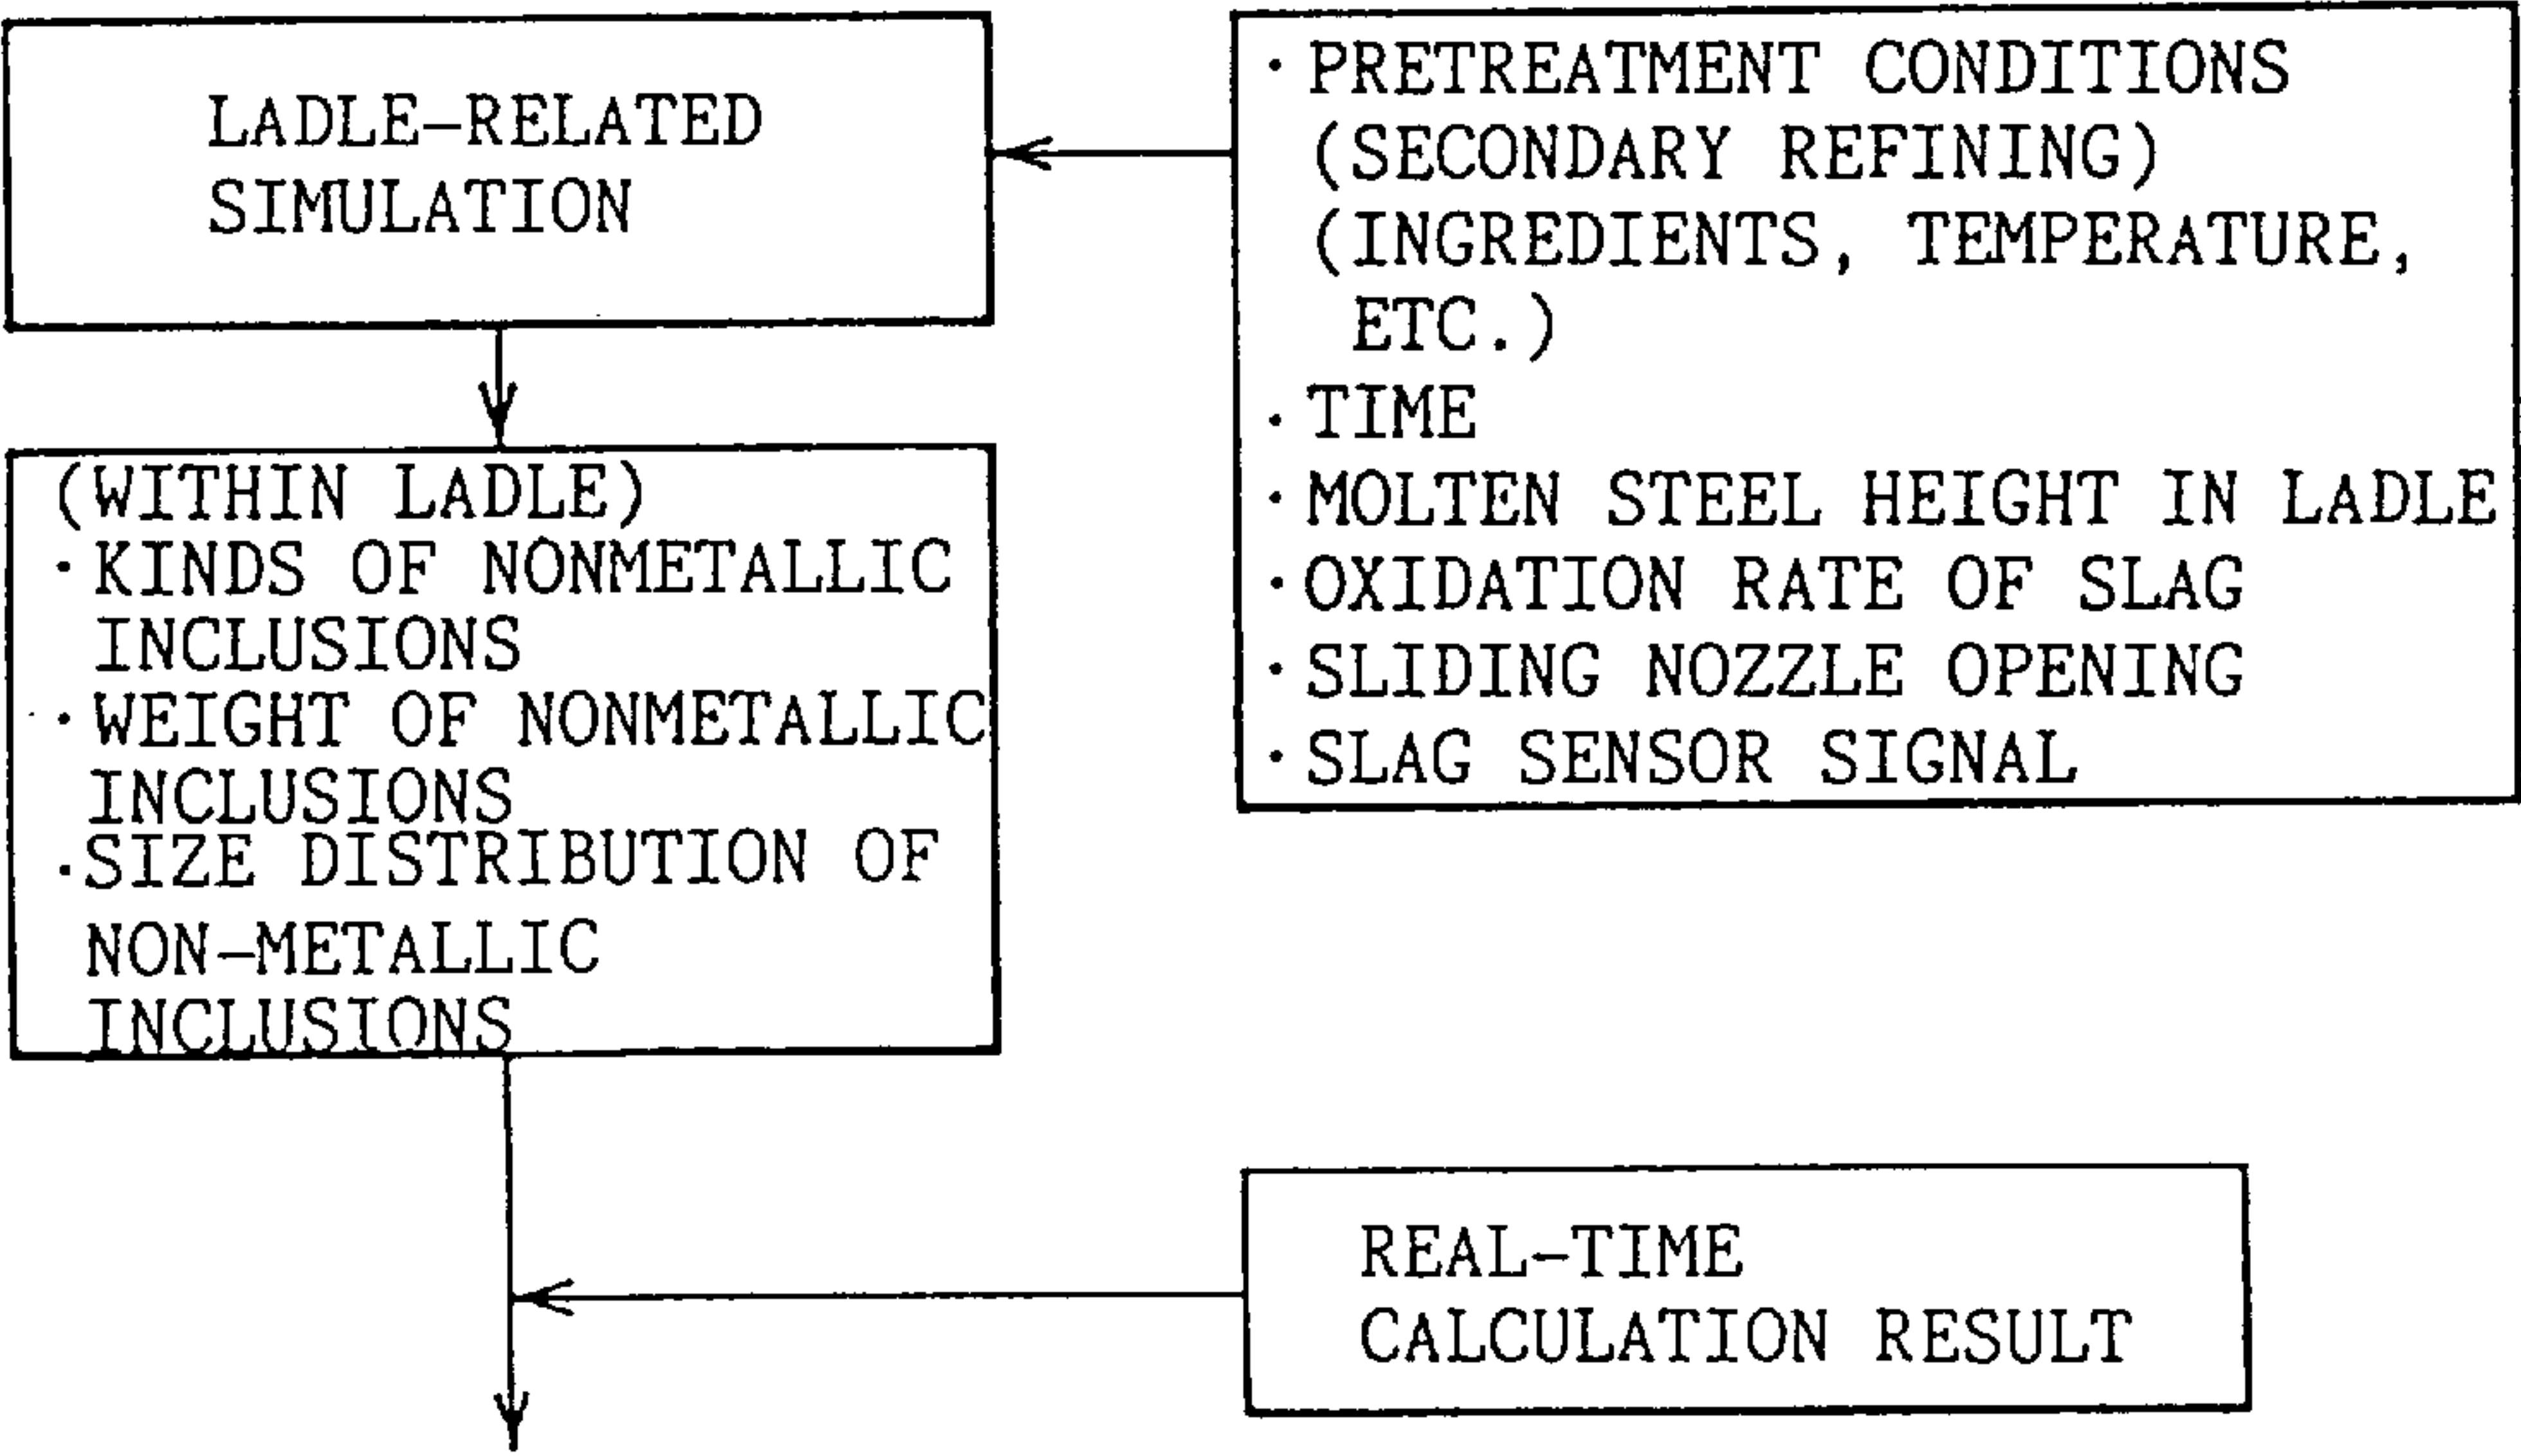 LADLE-RELATED
SIMULATION
· PRETREATMENT CONDITIONS
(SECONDARY REFINING)
(INGREDIENTS, TEMPERATURE,
ETC.)
· TIME
· MOLTEN STEEL HEIGHT IN LADLE
· OXIDATION RATE OF SLAG
· SLIDING NOZZLE OPENING
· SLAG SENSOR SIGNAL
(WITHIN LADLE)
· KINDS OF NONMETALLIC
INCLUSIONS
· WEIGHT OF NONMETALLIC
INCLUSIONS
· SIZE DISTRIBUTION OF
NON-METALLIC
INCLUSIONS
REAL-TIME
CALCULATION RESULT